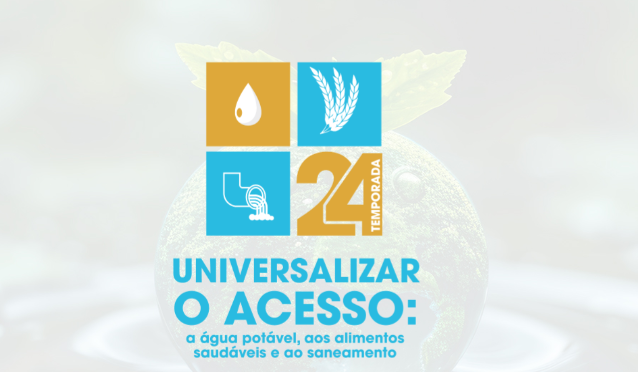 24
TEMPORADA
UNIVERSALIZAR
O ACESSO:
a água potável, aos alimentos
saudáveis e ao saneamento